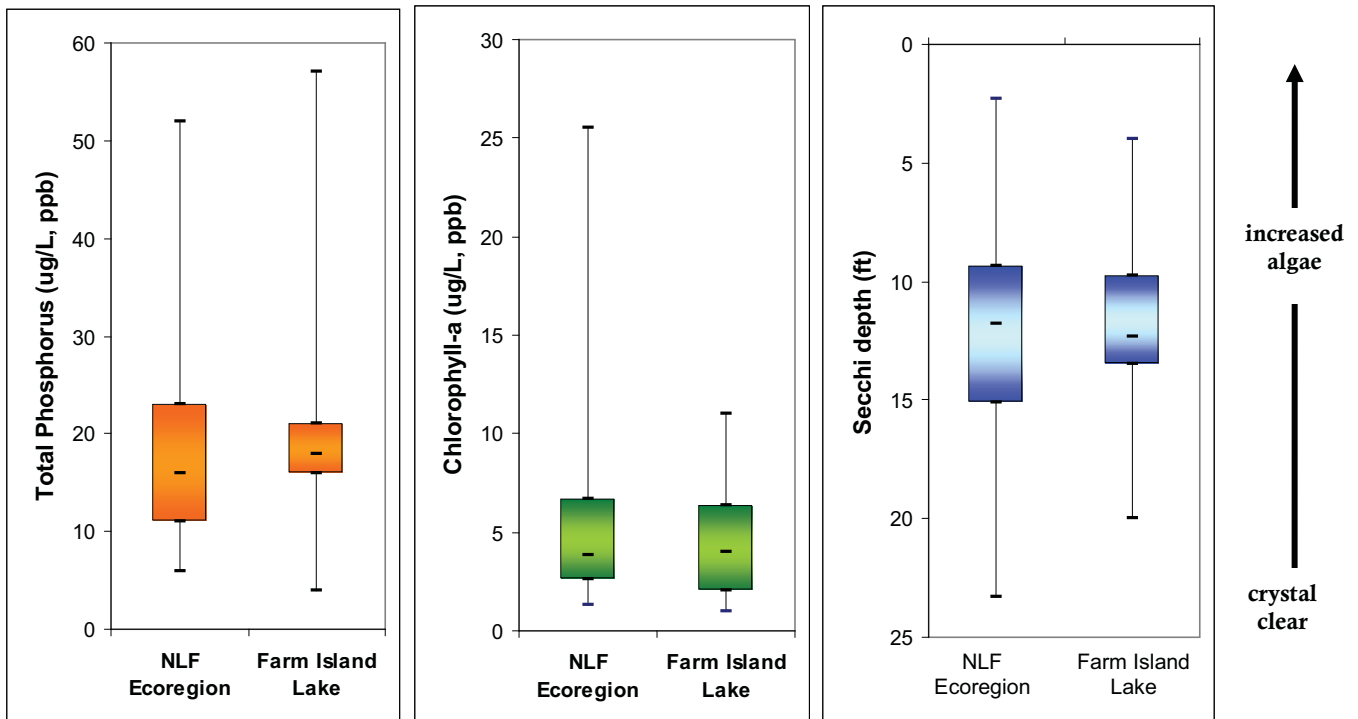 Total Phosphorus (ug/L, ppb)
60
50
40
30
20
10
0
NLF
Ecoregion
Farm Island
Lake
Chlorophyll-a (ug/L, ppb)
30
25
20
15
10
5
0
NLF
Ecoregion
Farm Island
Lake
Secchi depth (ft)
0
5
10
15
20
25
NLF
Ecoregion
Farm Island
Lake
increased
algae
crystal
clear